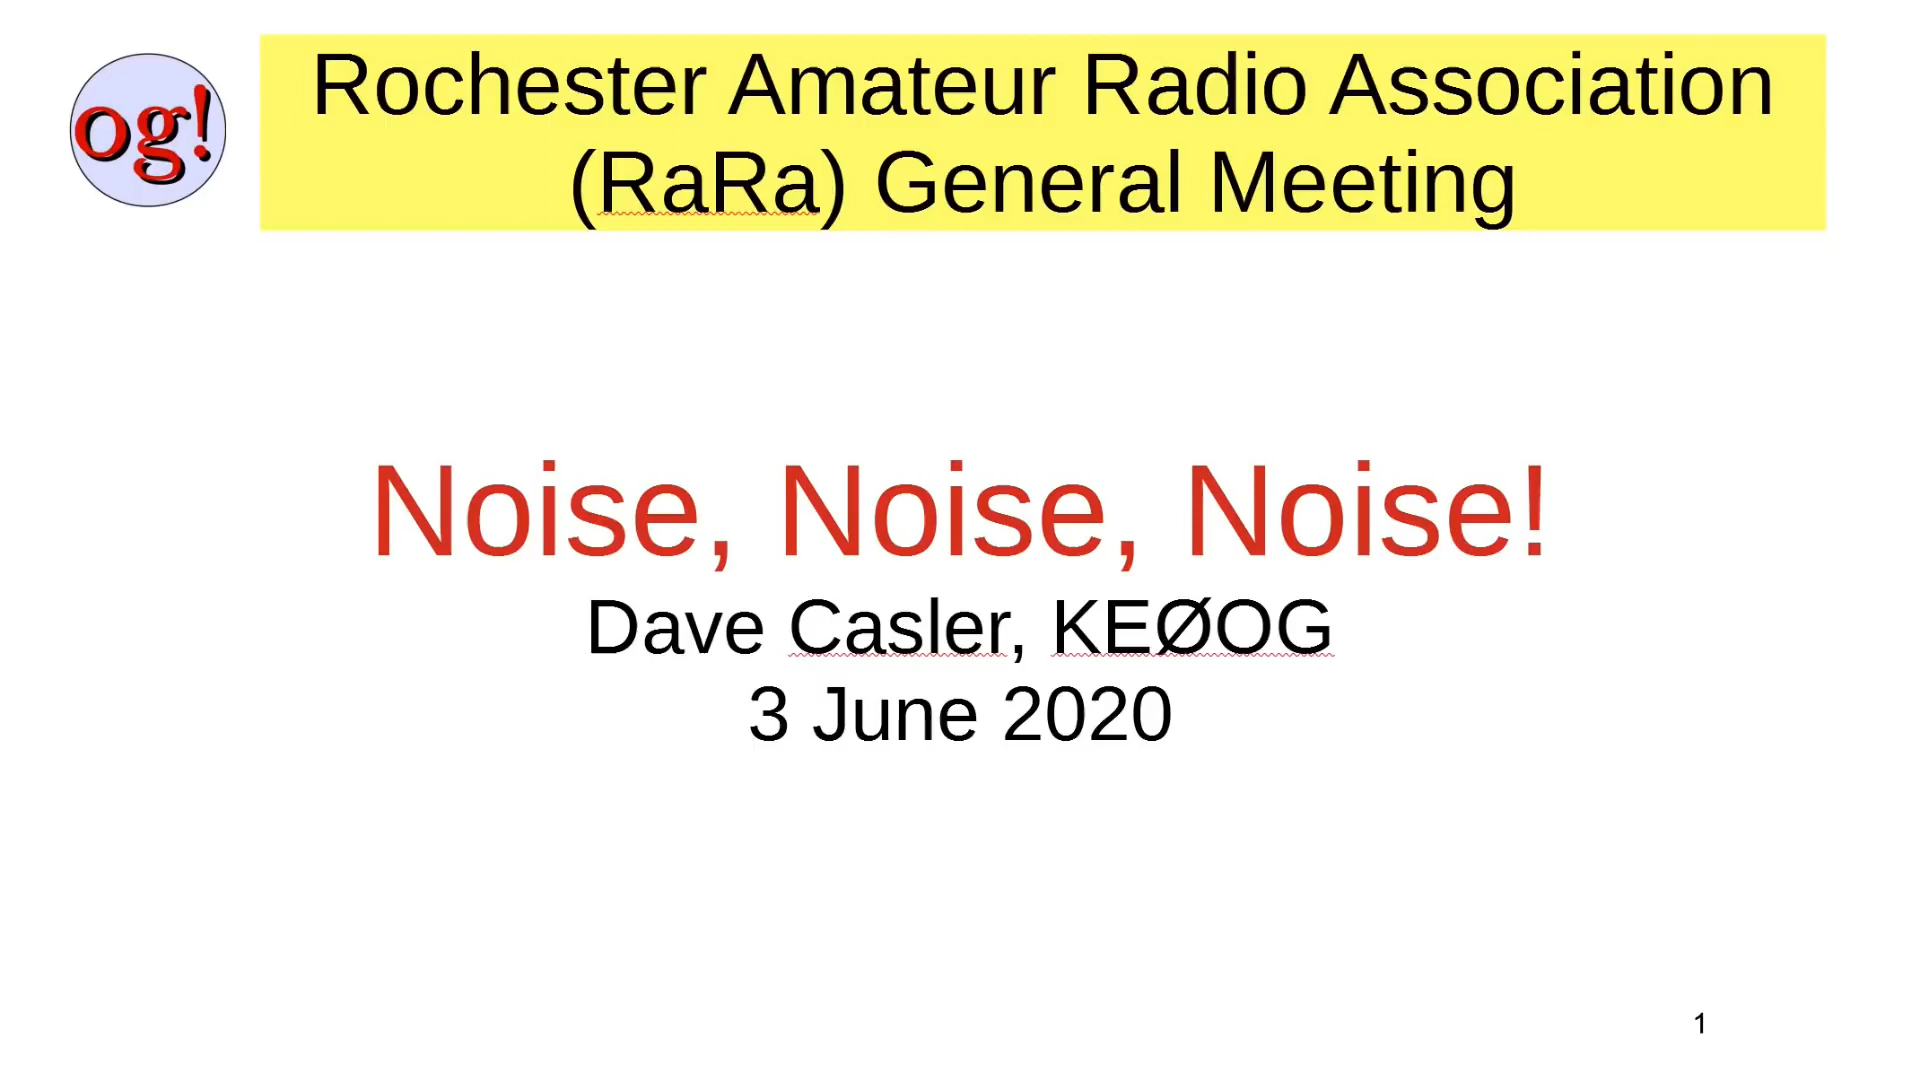 og!
Rochester Amateur Radio Association
(RaRa) General Meeting
Noise, Noise, Noise!
Dave Casler, KEØOG
3 June 2020
1